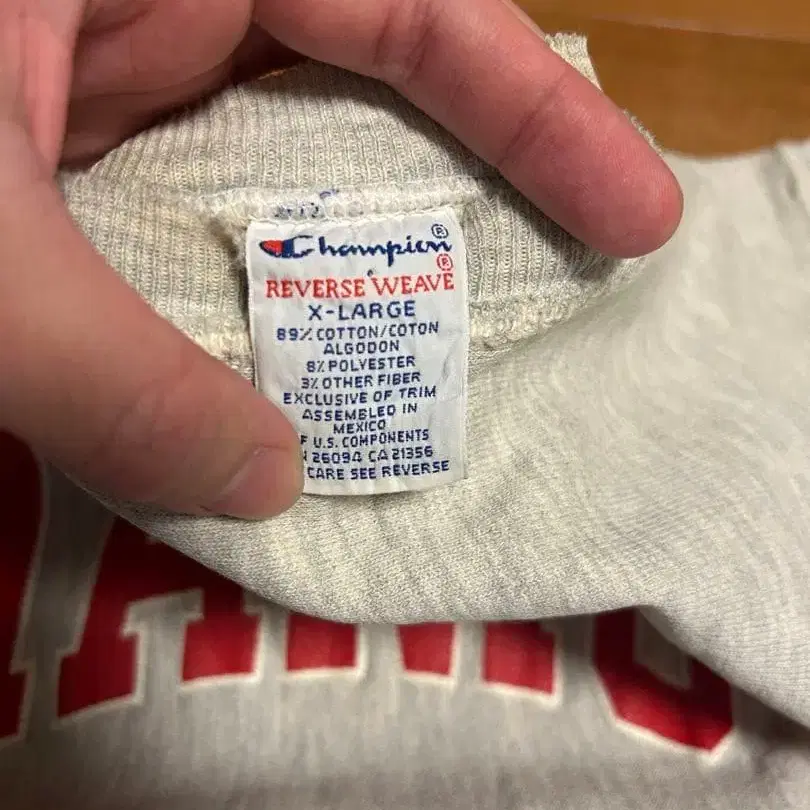 Champion®
REVERSE WEAVE®
X-LARGE
89% COTTON/COTON
ALGODON
8% POLYESTER
3% OTHER FIBER
EXCLUSIVE OF TRIM
ASSEMBLED IN
MEXICO
F U.S. COMPONENTS
26094 CA 21356
CARE SEE REVERSE